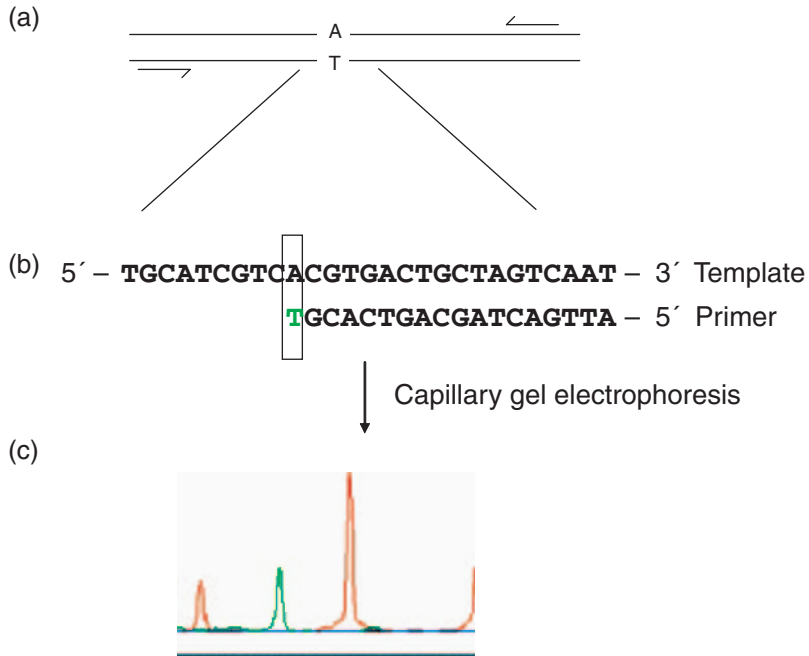 (a)
A
T
(b) 5´ – TGCATCGTCACGTGACTGCTAGTCAAT – 3´ Template
TGCACTGACGATCAGTTA – 5´ Primer
Capillary gel electrophoresis
(c)